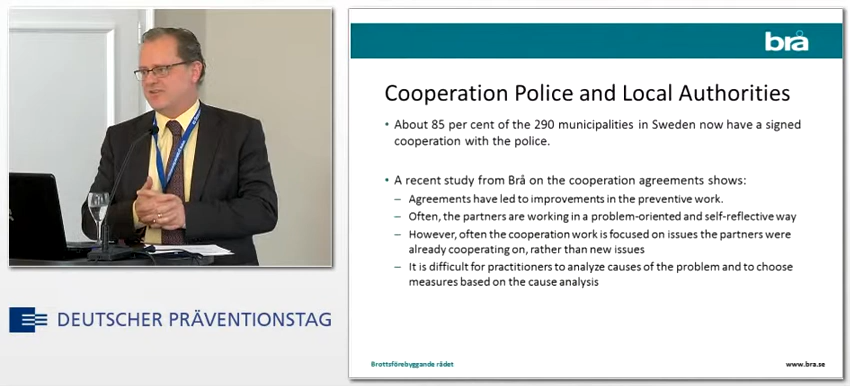 DEUTSCHER PRÄVENTIONSTAG
brå
Cooperation Police and Local Authorities
• About 85 per cent of the 290 municipalities in Sweden now have a signed
cooperation with the police.
• A recent study from Brå on the cooperation agreements shows:
– Agreements have led to improvements in the preventive work.
– Often, the partners are working in a problem-oriented and self-reflective way
– However, often the cooperation work is focused on issues the partners were
already cooperating on, rather than new issues
– It is difficult for practitioners to analyze causes of the problem and to choose
measures based on the cause analysis
Brottsförebyggande rådet
www.bra.se